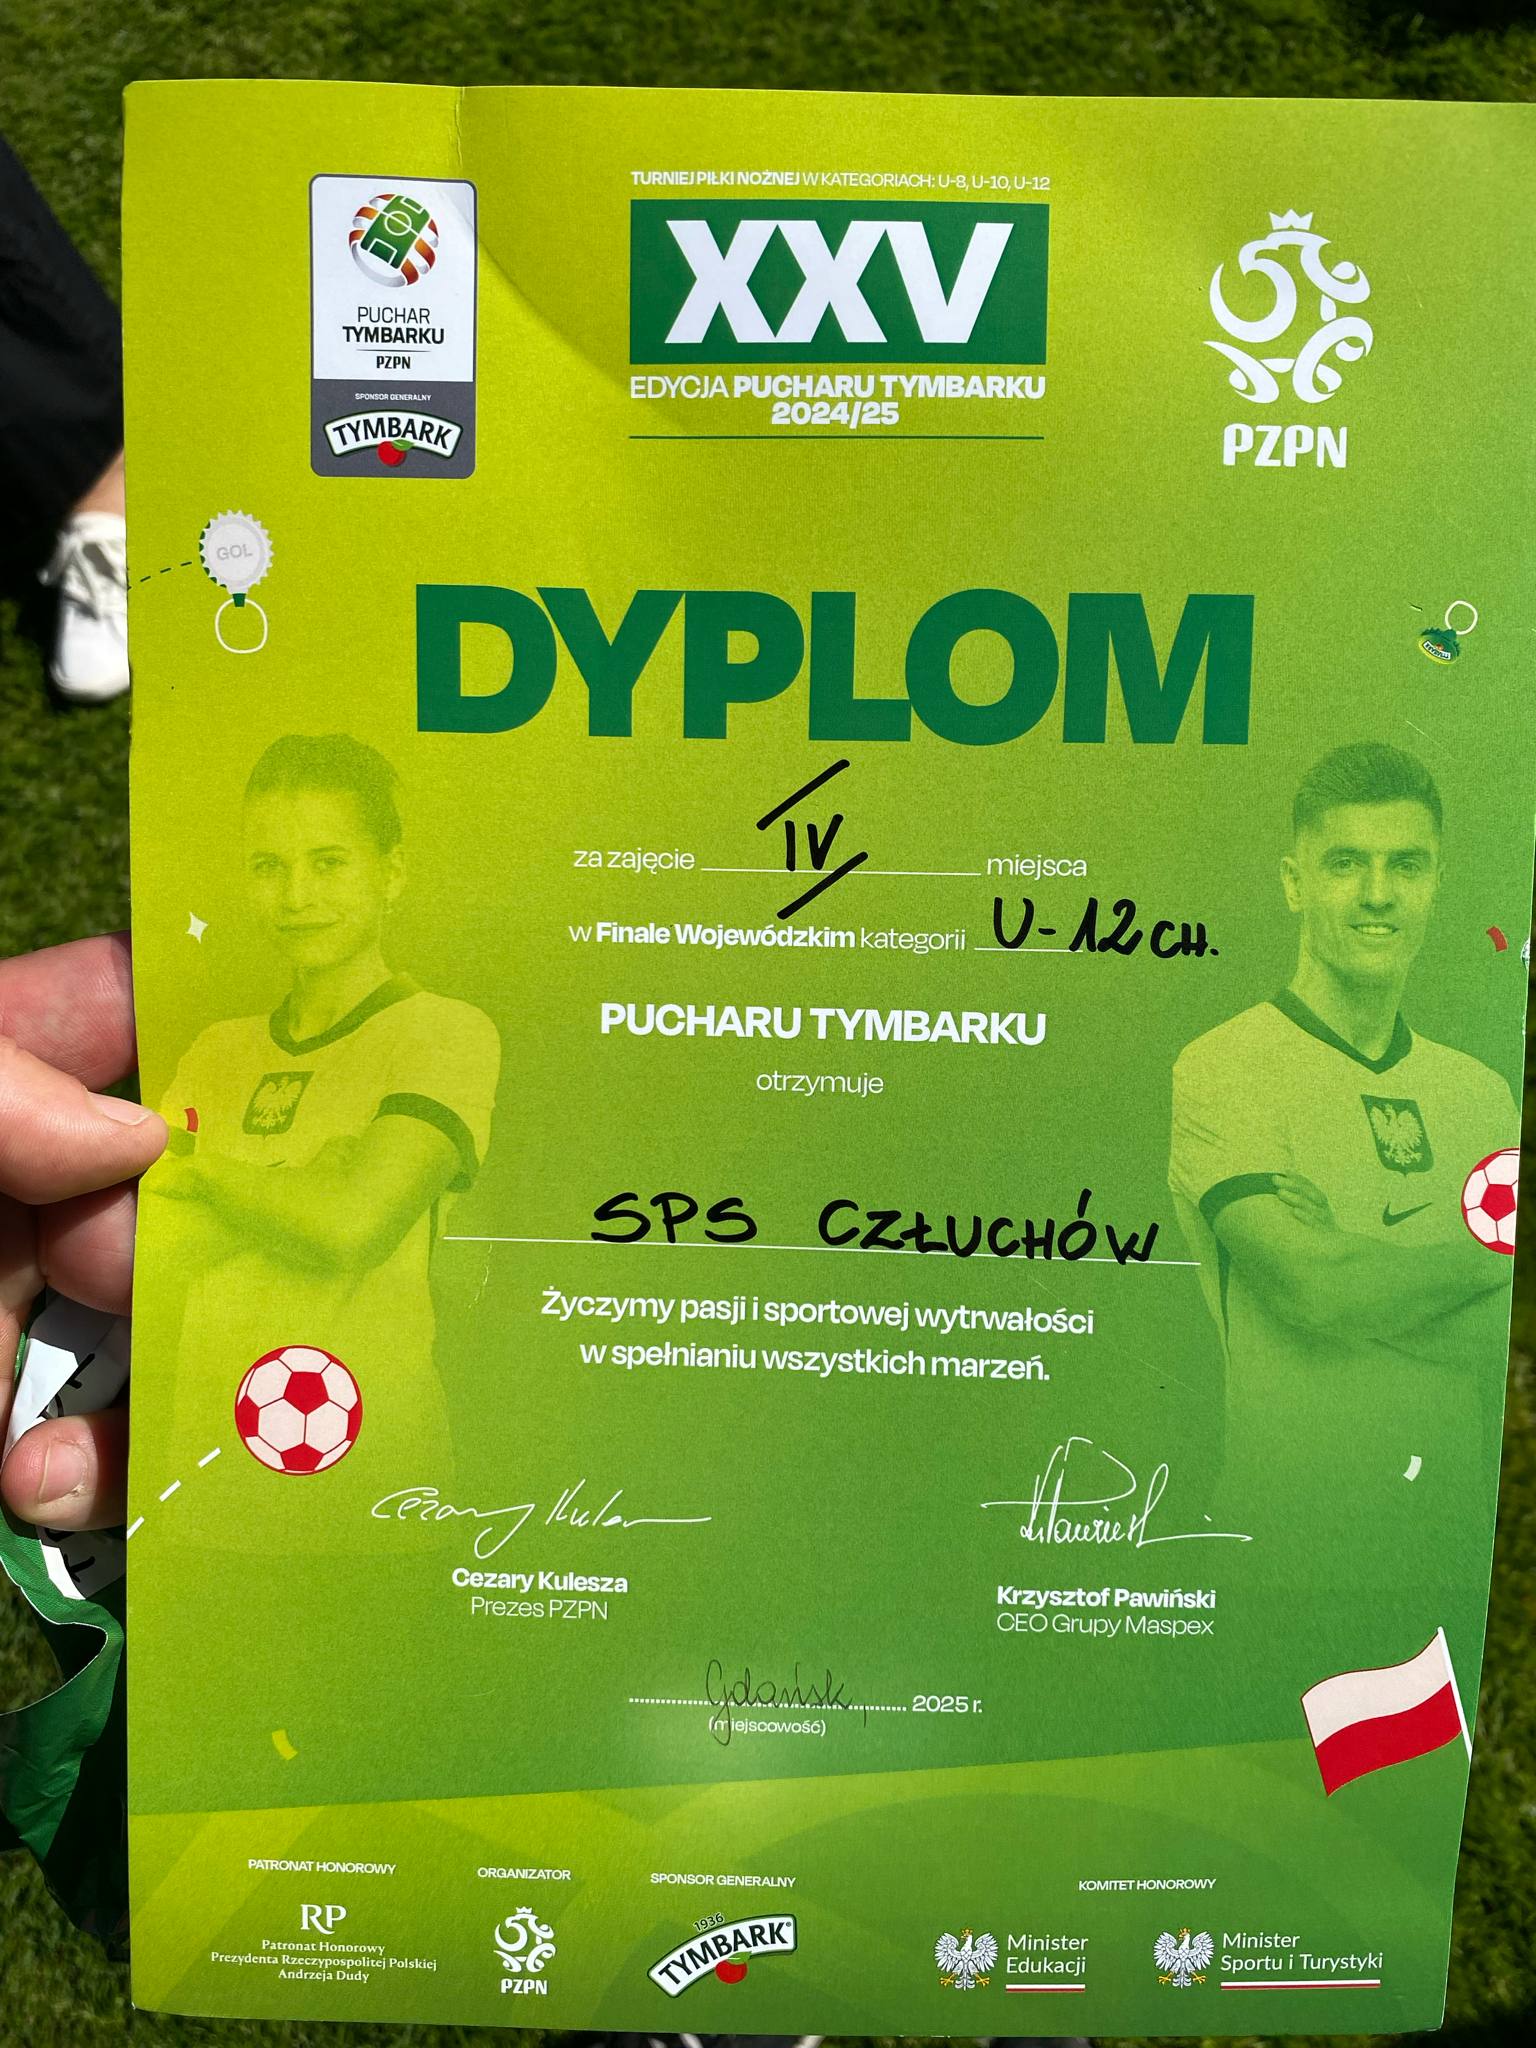 TURNIEJ PIŁKI NOŻNEJ W KATEGORIACH: U-8, U-10, U-12
XXV
EDYCJA PUCHARU TYMBARKU
2024/25
PUCHAR
TYMBARKU
PZPN
SPONSOR GENERALNY
TYMBARK
PZPN
GOL
DYPLOM
za zajęcie IV miejsca
w Finale Wojewódzkim kategorii U-12 CH.
PUCHARU TYMBARKU
otrzymuje
SPS CZŁUCHÓW
Życzymy pasji i sportowej wytrwałości
w spełnianiu wszystkich marzeń.
Cezary Kulesza
Prezes PZPN
Krzysztof Pawiński
CEO Grupy Maspex
Gdańsk, 2025 r.
(miejscowość)
PATRONAT HONOROWY
RP
Patronat Honorowy
Prezydenta Rzeczypospolitej Polskiej
Andrzeja Dudy
ORGANIZATOR
PZPN
SPONSOR GENERALNY
1936
TYMBARK®
KOMITET HONOROWY
Minister
Edukacji
Minister
Sportu i Turystyki